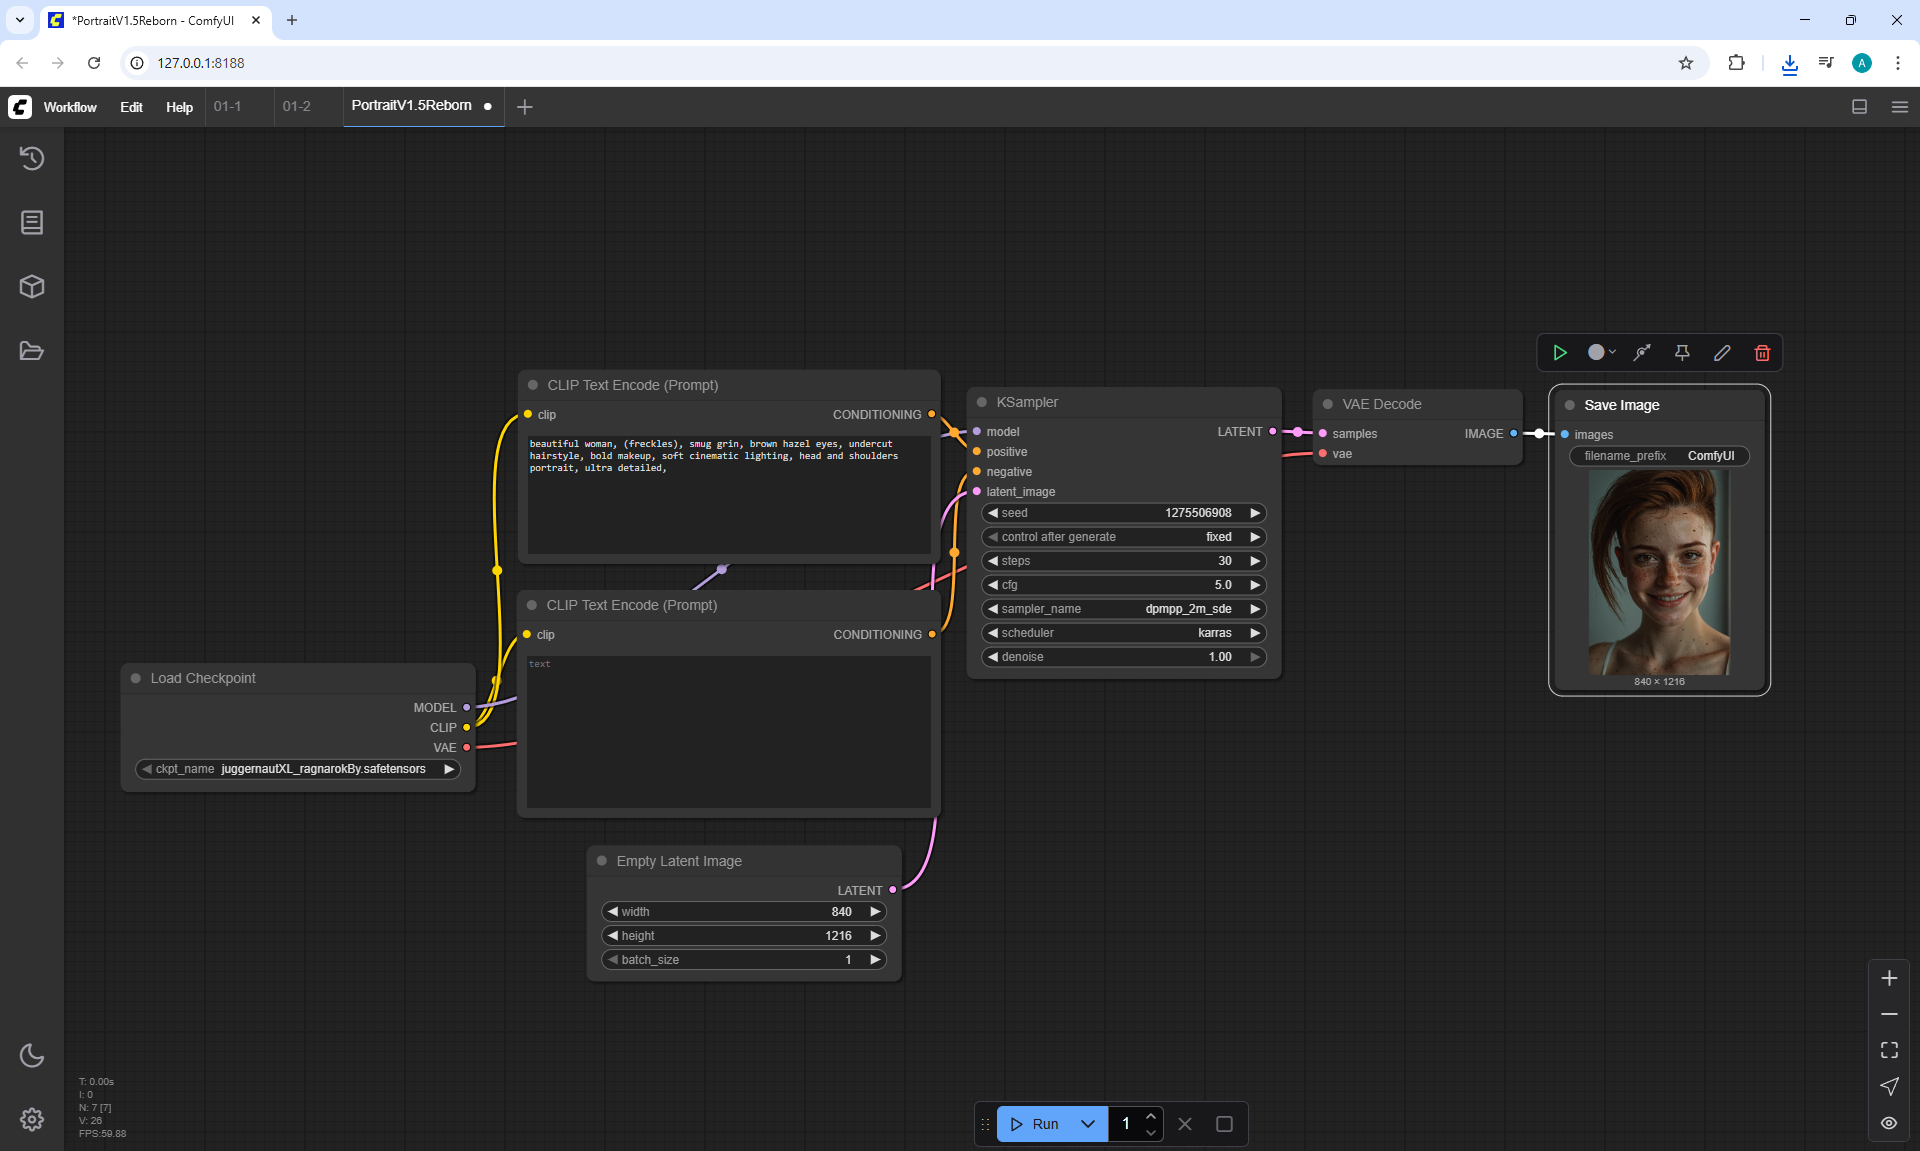 *PortraitV1.5Reborn - ComfyUI
127.0.0.1:8188
A
Workflow Edit Help 01-1 01-2 PortraitV1.5Reborn
CLIP Text Encode (Prompt)
clip CONDITIONING
beautiful woman, (freckles), smug grin, brown hazel eyes, undercut
hairstyle, bold makeup, soft cinematic lighting, head and shoulders
portrait, ultra detailed,
CLIP Text Encode (Prompt)
clip CONDITIONING
text
Load Checkpoint
MODEL
CLIP
VAE
ckpt_name juggernautXL_ragnarokBy.safetensors
Empty Latent Image
LATENT
width 840
height 1216
batch_size 1
KSampler
model LATENT
positive
negative
latent_image
seed 1275506908
control after generate fixed
steps 30
cfg 5.0
sampler_name dpmpp_2m_sde
scheduler karras
denoise 1.00
VAE Decode
samples IMAGE
vae
Save Image
images
filename_prefix ComfyUI
840 × 1216
T: 0.00s
I: 0
N: 7 [7]
V: 26
FPS:59.88
Run 1